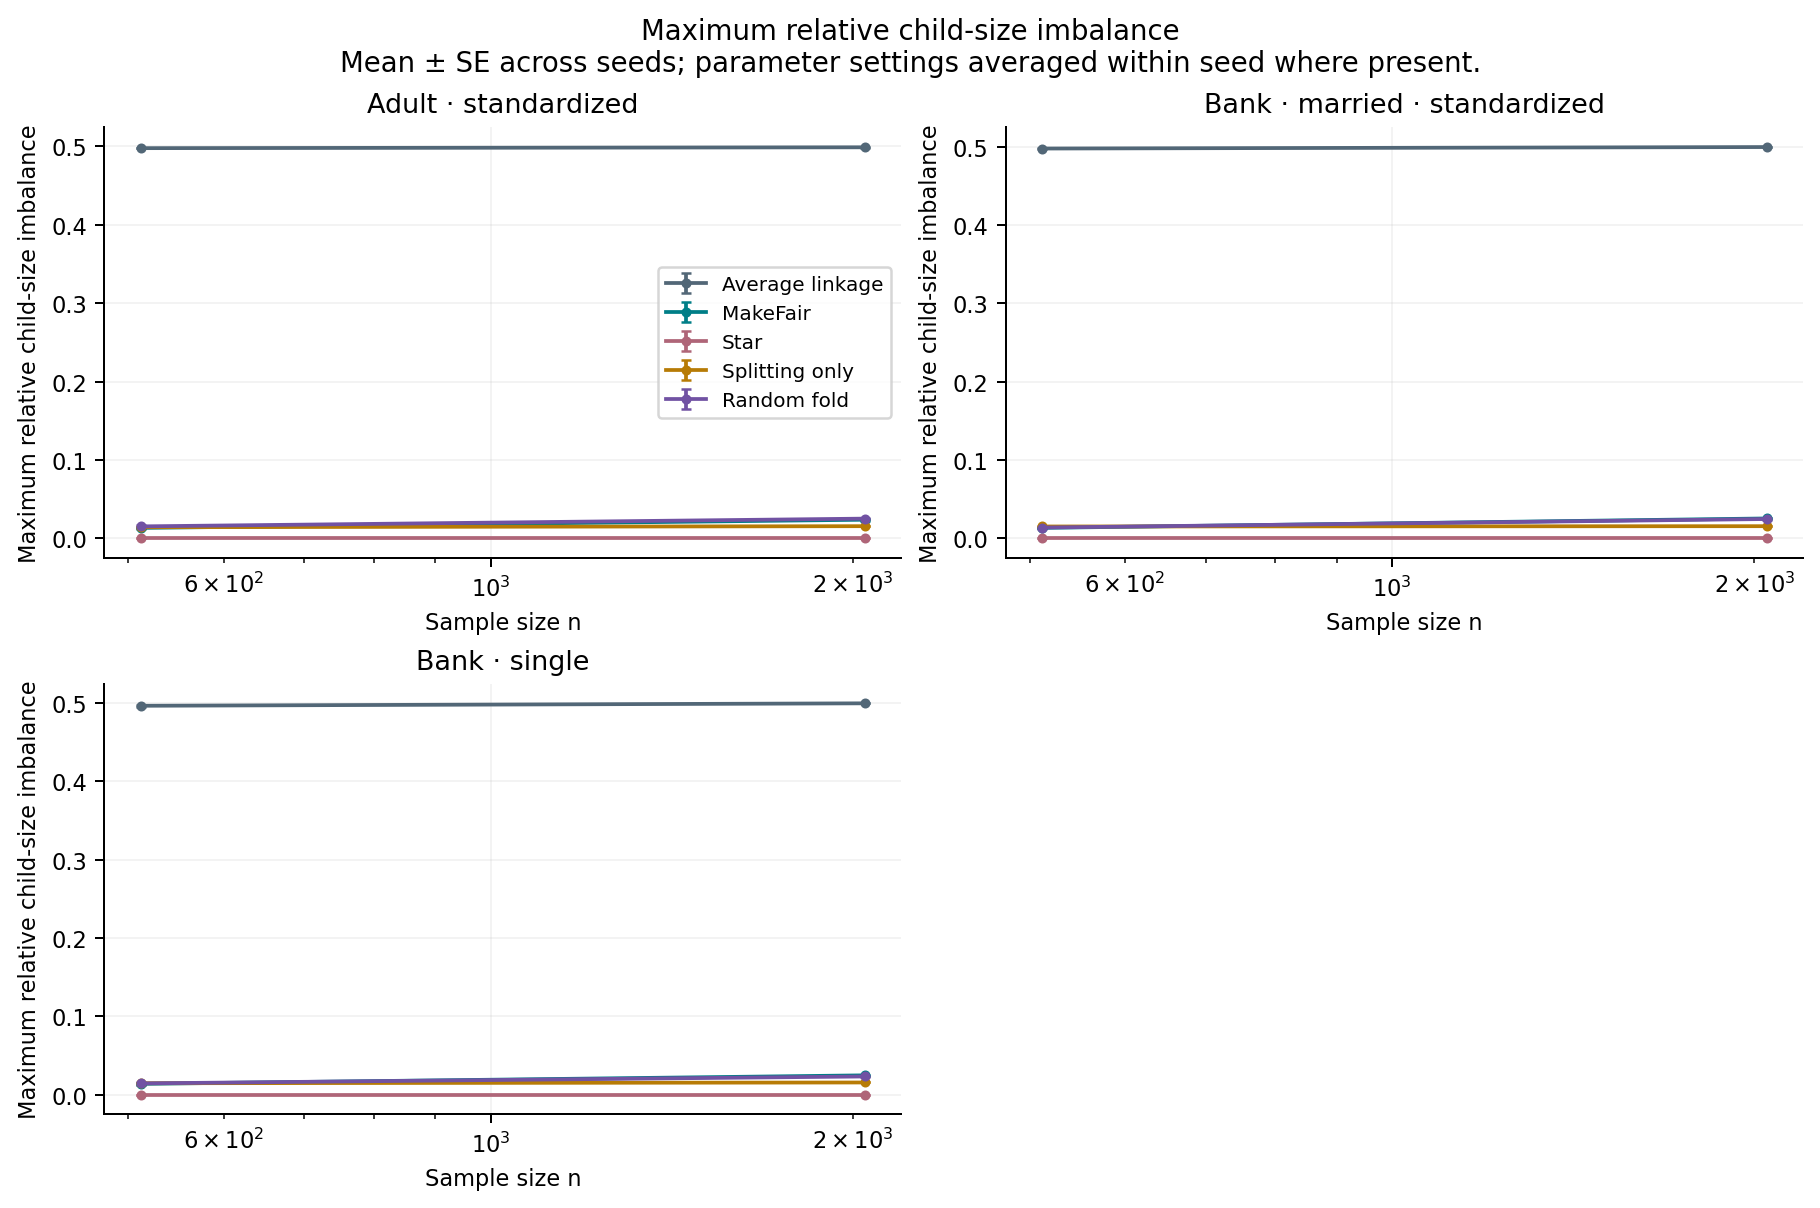 Maximum relative child-size imbalance
Mean ± SE across seeds; parameter settings averaged within seed where present.
Adult · standardized
Maximum relative child-size imbalance
0.5
0.4
0.3
0.2
0.1
0.0
Average linkage
MakeFair
Star
Splitting only
Random fold
6 × 10²
10³
2 × 10³
Sample size n
Bank · married · standardized
Maximum relative child-size imbalance
0.5
0.4
0.3
0.2
0.1
0.0
6 × 10²
10³
2 × 10³
Sample size n
Bank · single
Maximum relative child-size imbalance
0.5
0.4
0.3
0.2
0.1
0.0
6 × 10²
10³
2 × 10³
Sample size n